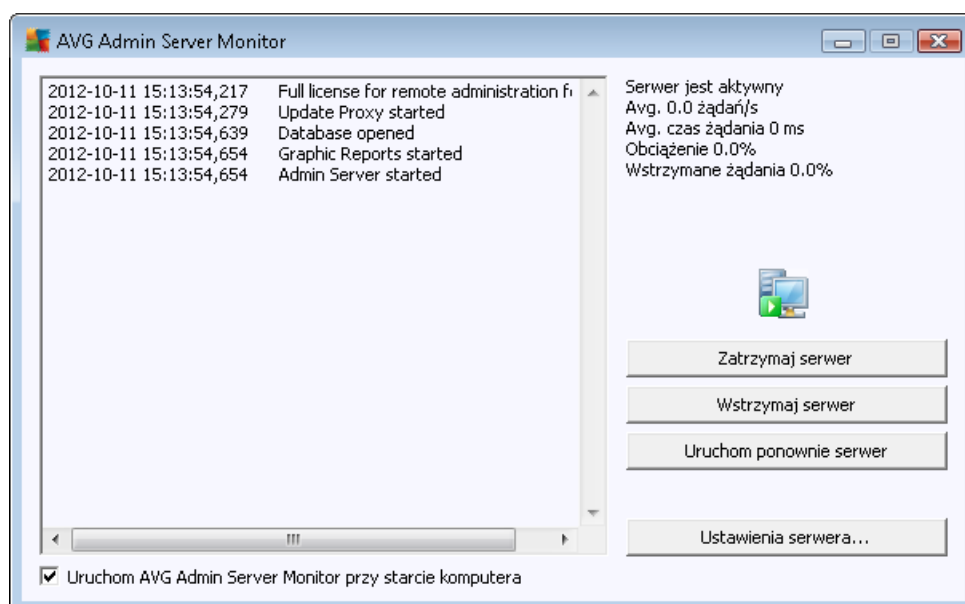 AVG Admin Server Monitor
2012-10-11 15:13:54,217 Full license for remote administration
2012-10-11 15:13:54,279 Update Proxy started
2012-10-11 15:13:54,639 Database opened
2012-10-11 15:13:54,654 Graphic Reports started
2012-10-11 15:13:54,654 Admin Server started
Serwer jest aktywny
Avg. 0.0 żądań/s
Avg. czas żądania 0 ms
Obciążenie 0.0%
Wstrzymane żądania 0.0%
Zatrzymaj serwer
Wstrzymaj serwer
Uruchom ponownie serwer
Ustawienia serwera...
Uruchom AVG Admin Server Monitor przy starcie komputera